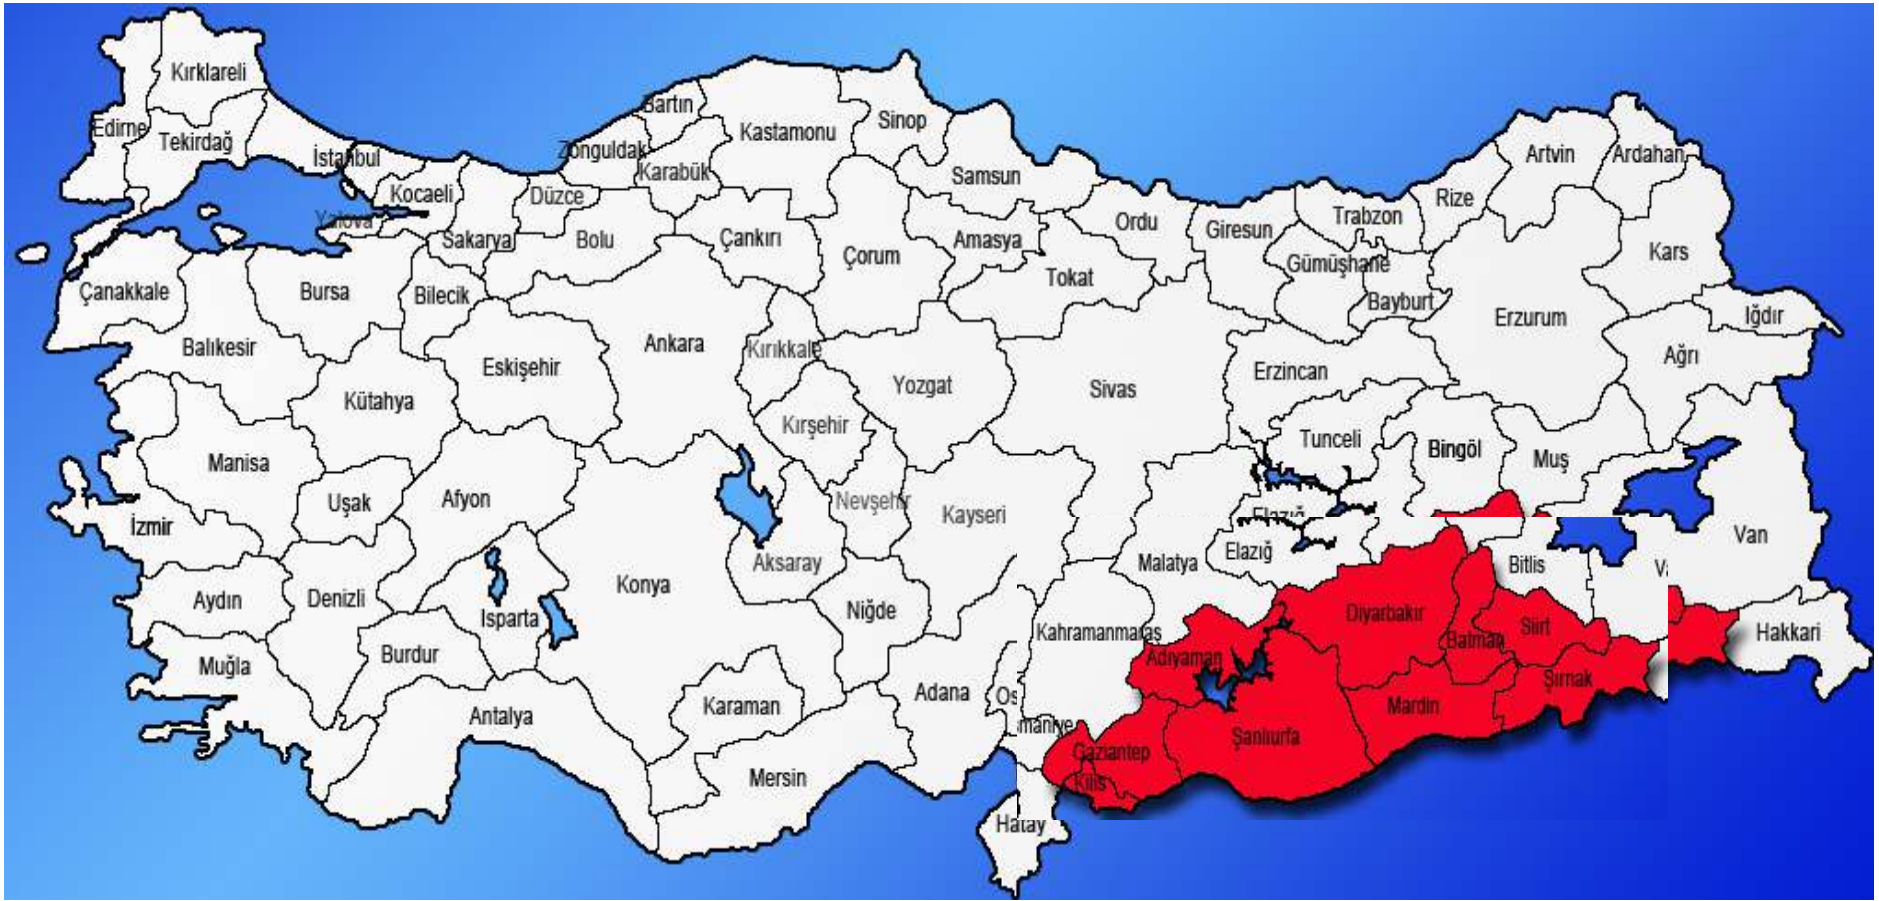 Kırklareli
Edirne
Tekirdağ
İstanbul
Kocaeli
Yalova
Sakarya
Düzce
Zonguldak
Bartın
Karabük
Kastamonu
Sinop
Samsun
Bolu
Çankırı
Çorum
Amasya
Tokat
Ordu
Giresun
Trabzon
Gümüşhane
Bayburt
Rize
Artvin
Ardahan
Kars
Iğdır
Erzurum
Ağrı
Çanakkale
Balıkesir
Bursa
Bilecik
Eskişehir
Kütahya
Ankara
Kırıkkale
Kırşehir
Yozgat
Sivas
Erzincan
Tunceli
Bingöl
Muş
Manisa
Uşak
Afyon
İzmir
Nevşehir
Kayseri
Aksaray
Malatya
Elazığ
Elazığ
Bitlis
Van
Va
Aydın
Denizli
Isparta
Konya
Niğde
Kahramanmaraş
Adıyaman
Diyarbakır
Batman
Siirt
Şırnak
Hakkari
Muğla
Burdur
Antalya
Karaman
Mersin
Adana
Os
maniye
Gaziantep
Kilis
Şanlıurfa
Mardin
Hatay